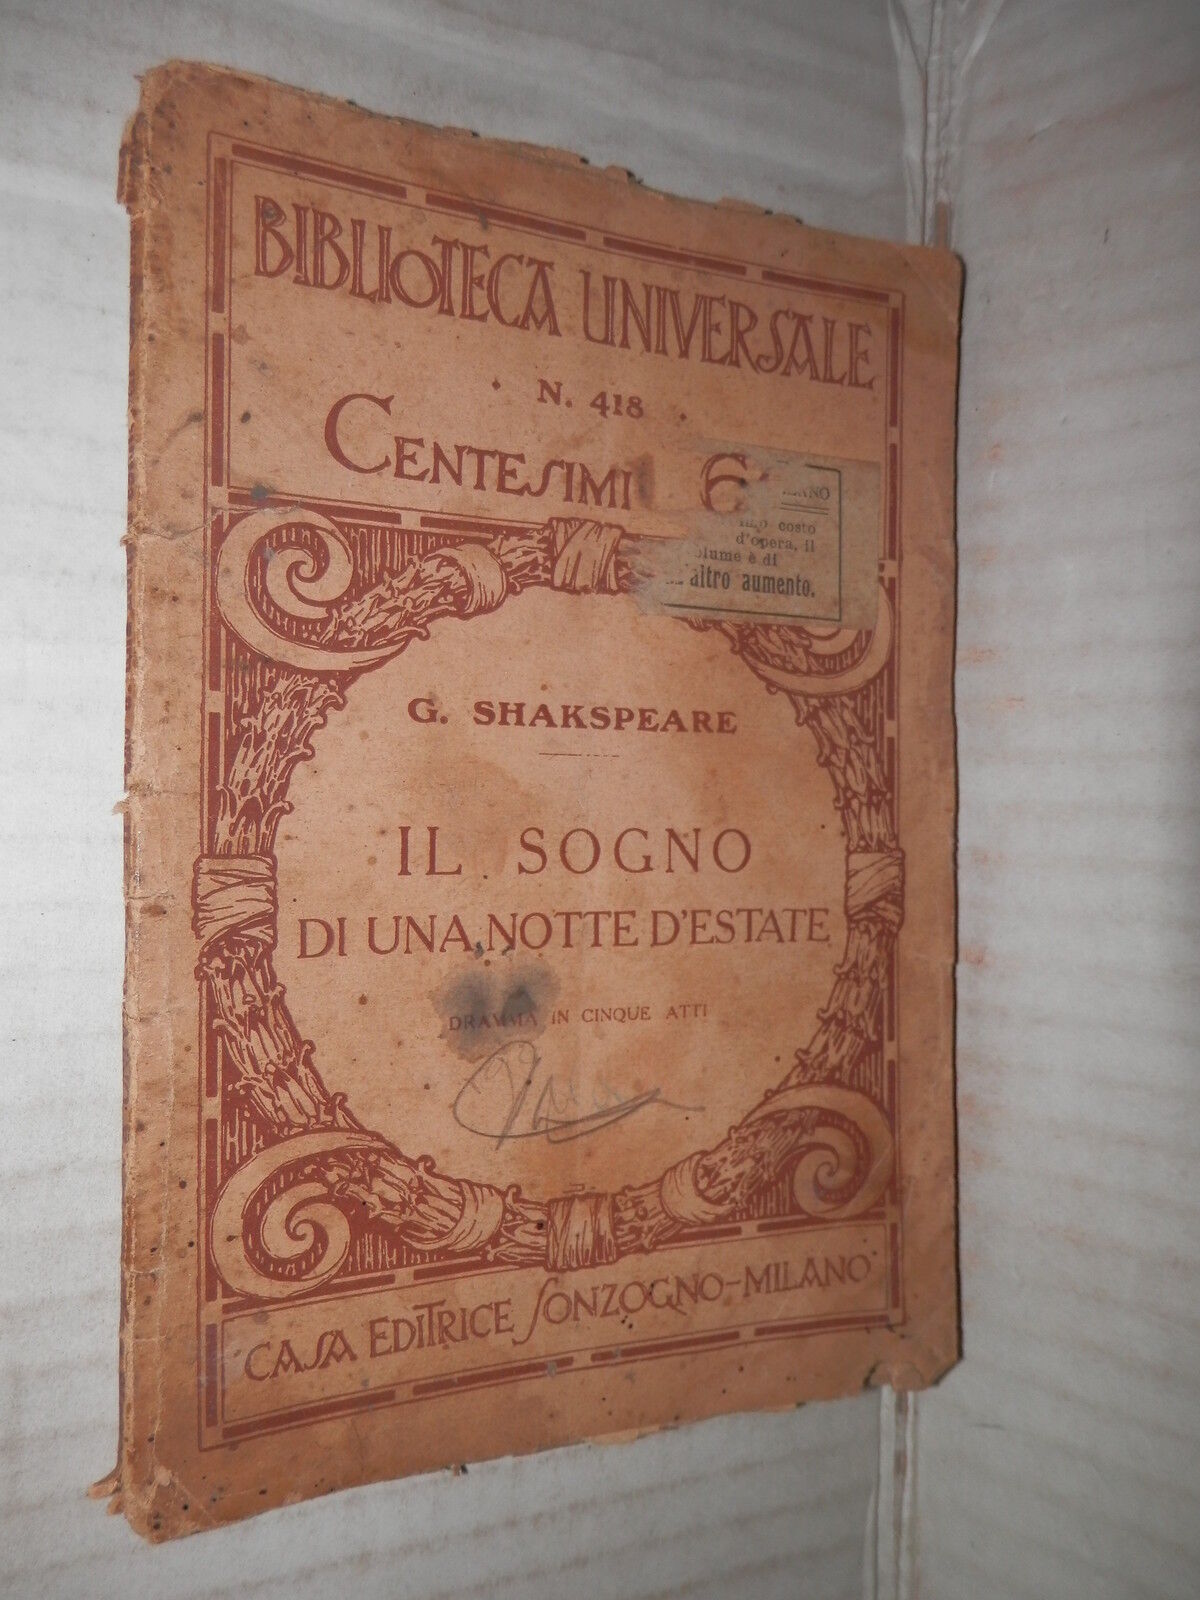 BIBLIOTECA UNIVERSALE
N. 418
CENTESIMI 6
costo
d'opera, il
è di
altro aumento.
G. SHAKSPEARE
IL SOGNO
DI UNA NOTTE D'ESTATE
DRAMMA IN CINQUE ATTI
CASA EDITRICE SONZOGNO-MILANO